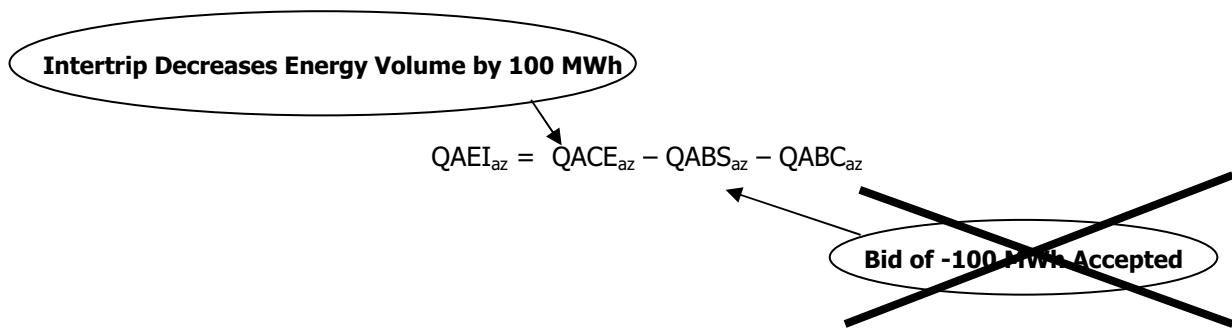 Intertrip Decreases Energy Volume by 100 MWh
QAEIaz = QACEaz – QABSaz – QABCaz
Bid of -100 MWh Accepted